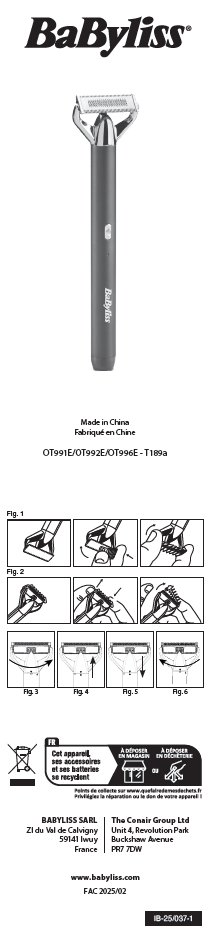 BaByliss®
BaByliss
Made in China
Fabriqué en Chine
OT991E/OT992E/OT996E - T189a
Fig. 1
Fig. 2
Fig. 3
Fig. 4
Fig. 5
Fig. 6
FR
Cet appareil,
ses accessoires
et ses batteries
se recyclent
À DÉPOSER
EN MAGASIN
OU
À DÉPOSER
EN DÉCHÈTERIE
Points de collecte sur www.quefairedemesdechets.fr
Privilégiez la réparation ou le don de votre appareil !
BABYLISS SARL
ZI du Val de Calvigny
59141 Iwuy
France
The Conair Group Ltd
Unit 4, Revolution Park
Buckshaw Avenue
PR7 7DW
www.babyliss.com
FAC 2025/02
IB-25/037-1